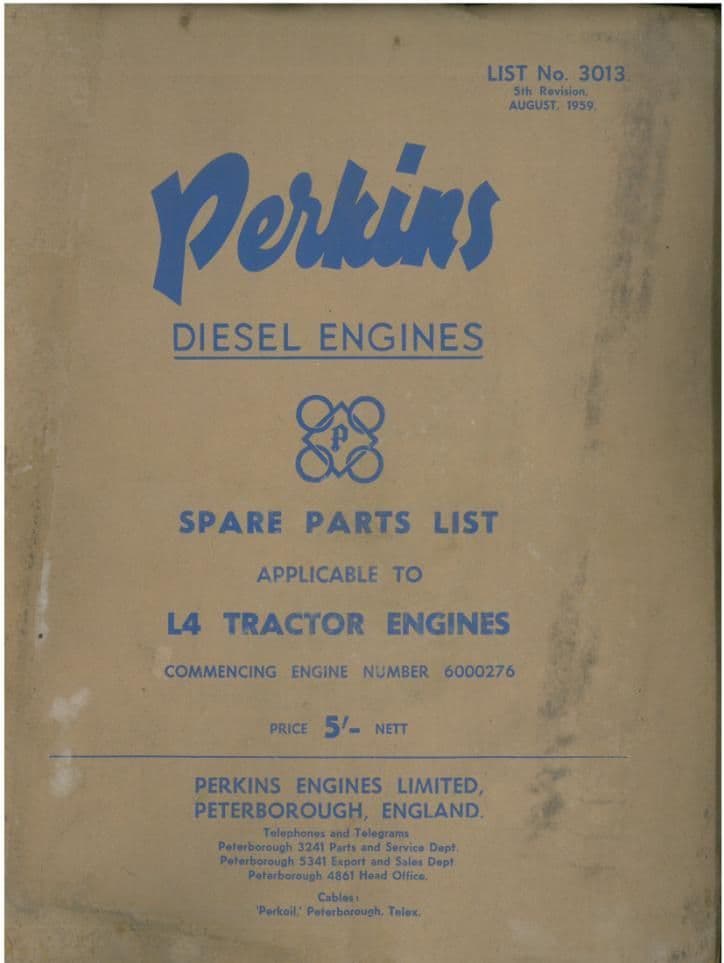 LIST No. 3013.
5th Revision.
AUGUST, 1959.
Perkins
DIESEL ENGINES
P
SPARE PARTS LIST
APPLICABLE TO
L4 TRACTOR ENGINES
COMMENCING ENGINE NUMBER 6000276
PRICE 5/- NETT
PERKINS ENGINES LIMITED,
PETERBOROUGH, ENGLAND.
Telephones and Telegrams
Peterborough 3241 Parts and Service Dept.
Peterborough 5341 Export and Sales Dept
Peterborough 4861 Head Office.
Cables:
'Perkoil,' Peterborough, Telex.